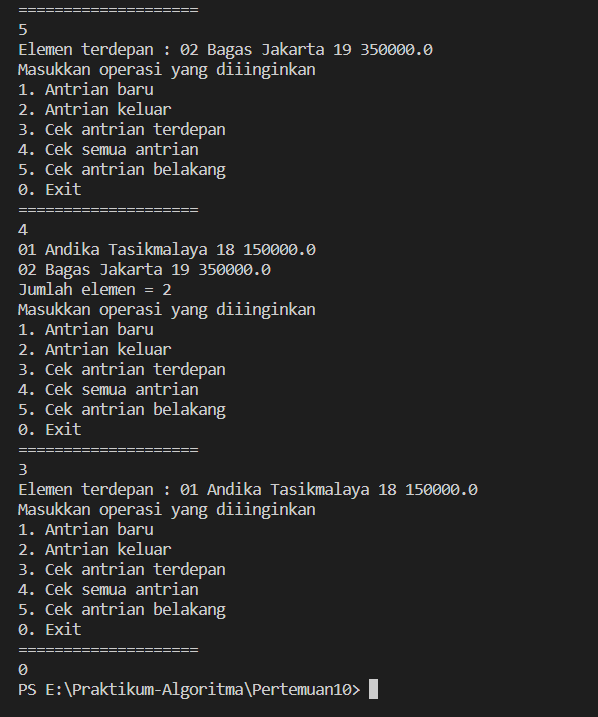 ====================
5
Elemen terdepan : 02 Bagas Jakarta 19 350000.0
Masukkan operasi yang diiinginkan
1. Antrian baru
2. Antrian keluar
3. Cek antrian terdepan
4. Cek semua antrian
5. Cek antrian belakang
0. Exit
====================
4
01 Andika Tasikmalaya 18 150000.0
02 Bagas Jakarta 19 350000.0
Jumlah elemen = 2
Masukkan operasi yang diiinginkan
1. Antrian baru
2. Antrian keluar
3. Cek antrian terdepan
4. Cek semua antrian
5. Cek antrian belakang
0. Exit
====================
3
Elemen terdepan : 01 Andika Tasikmalaya 18 150000.0
Masukkan operasi yang diiinginkan
1. Antrian baru
2. Antrian keluar
3. Cek antrian terdepan
4. Cek semua antrian
5. Cek antrian belakang
0. Exit
====================
0
PS E:\Praktikum-Algoritma\Pertemuan10>